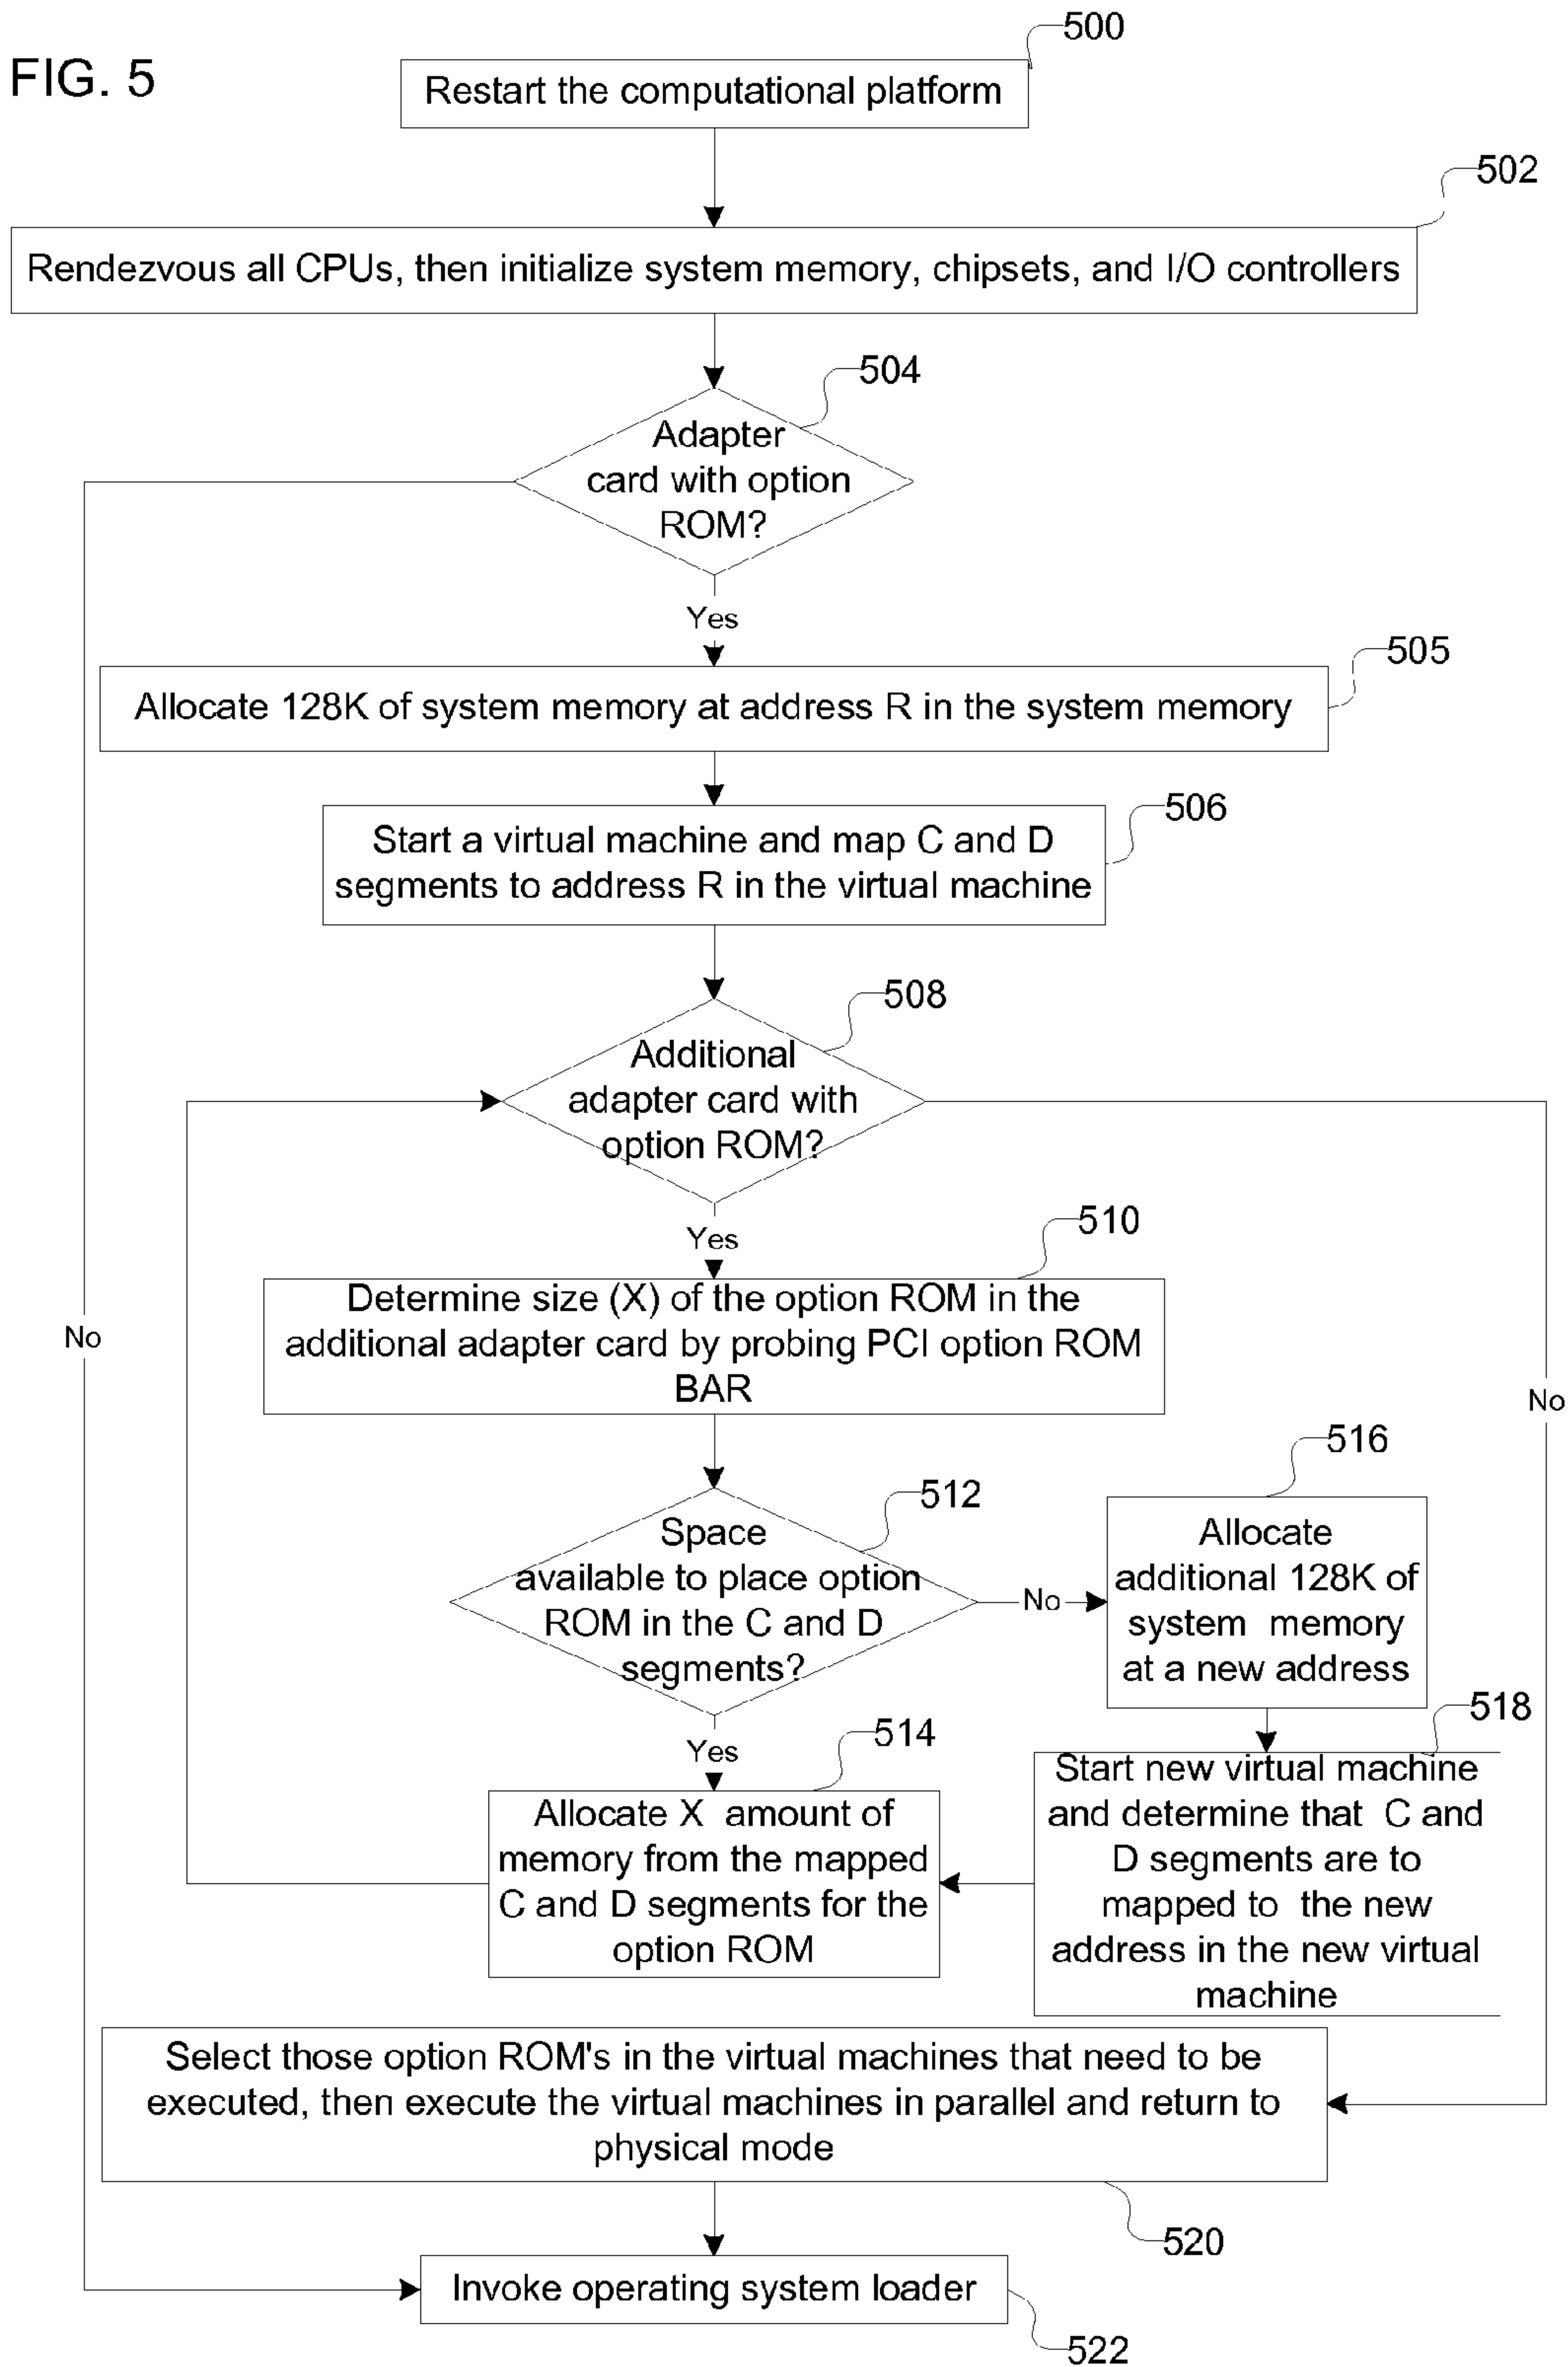 FIG. 5
500
Restart the computational platform
502
Rendezvous all CPUs, then initialize system memory, chipsets, and I/O controllers
504
Adapter
card with option
ROM?
Yes
505
Allocate 128K of system memory at address R in the system memory
506
Start a virtual machine and map C and D
segments to address R in the virtual machine
508
Additional
adapter card with
option ROM?
Yes
510
Determine size (X) of the option ROM in the
additional adapter card by probing PCI option ROM
BAR
No
No
512
Space
available to place option
ROM in the C and D
segments?
No
516
Allocate
additional 128K of
system memory
at a new address
Yes
514
Allocate X amount of
memory from the mapped
C and D segments for the
option ROM
518
Start new virtual machine
and determine that C and
D segments are to
mapped to the new
address in the new virtual
machine
Select those option ROM's in the virtual machines that need to be
executed, then execute the virtual machines in parallel and return to
physical mode
520
Invoke operating system loader
522